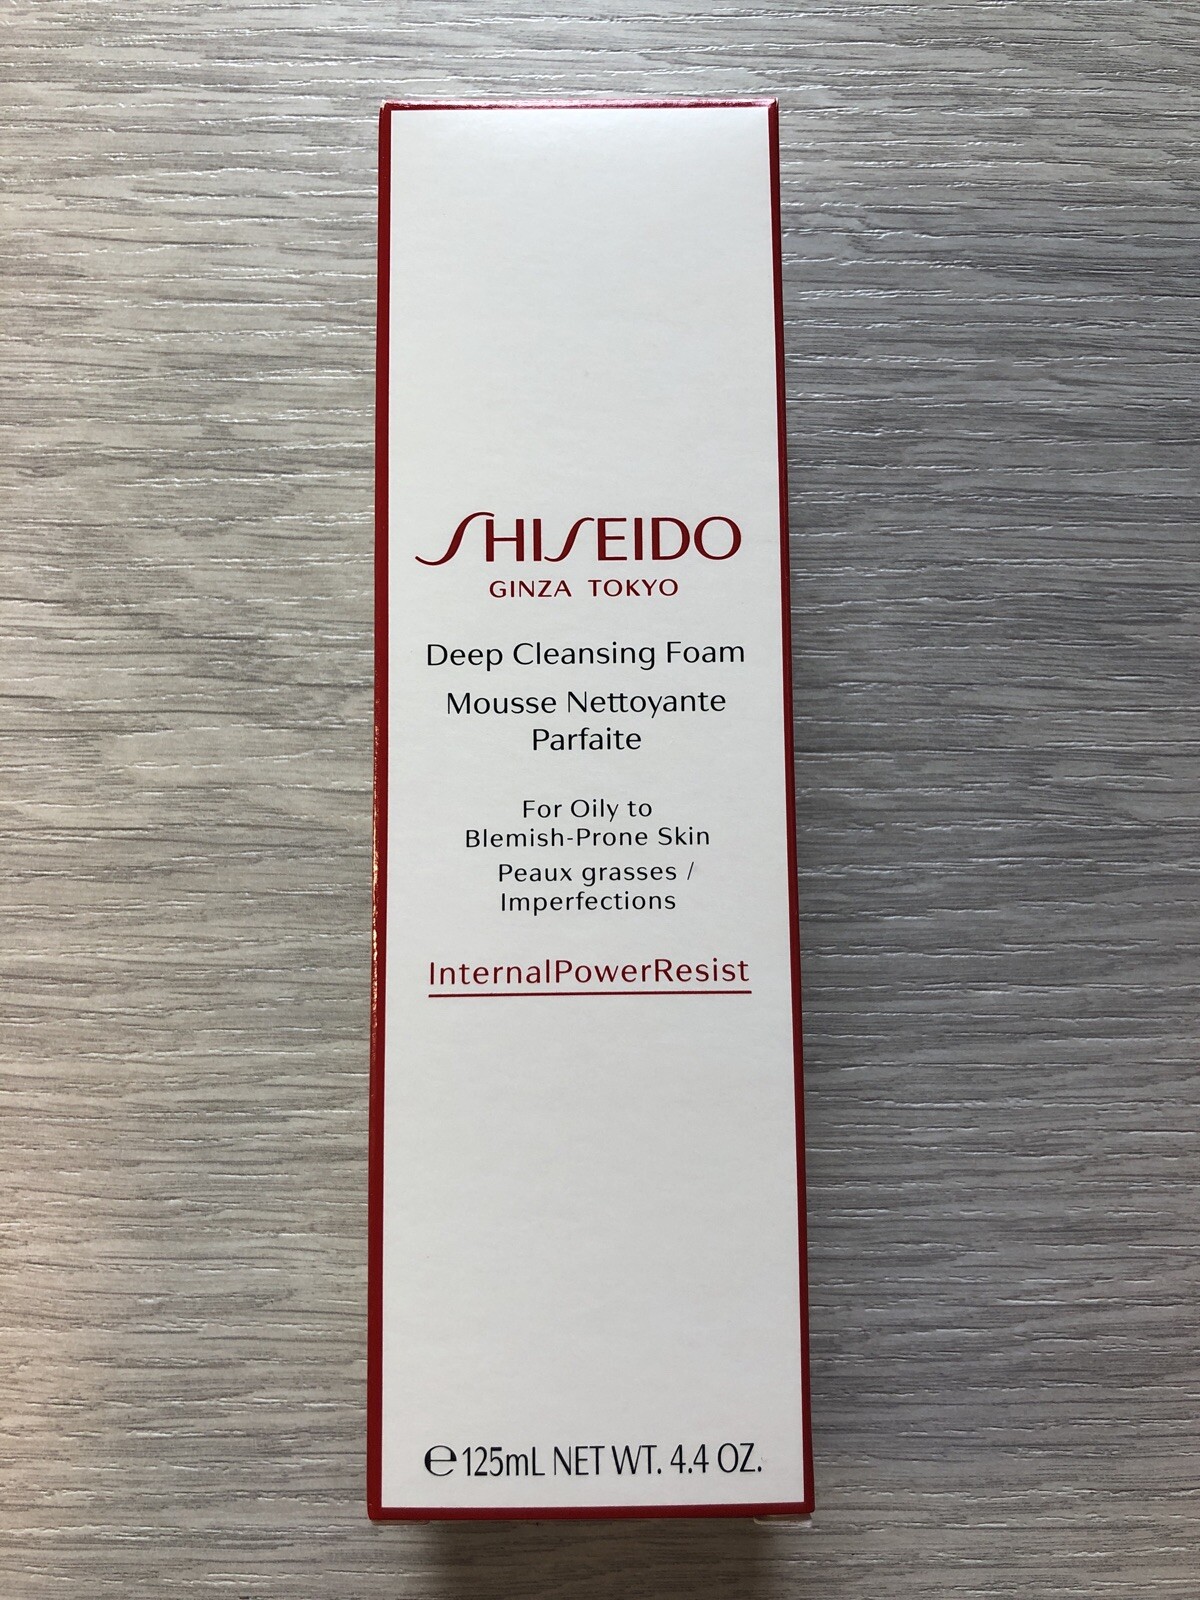 SHISEIDO
GINZA TOKYO
Deep Cleansing Foam
Mousse Nettoyante
Parfaite
For Oily to
Blemish-Prone Skin
Peaux grasses /
Imperfections
InternalPowerResist
℮125mL NET WT. 4.4 OZ.